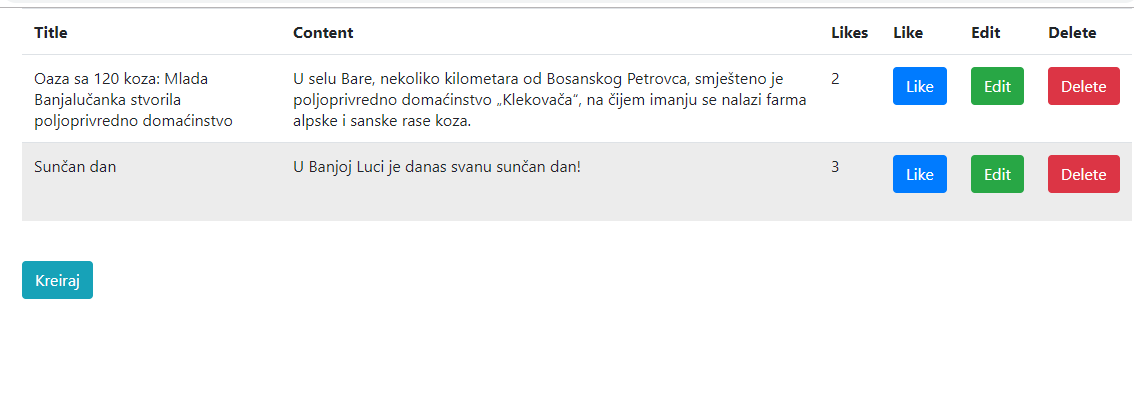 Title Content Likes Like Edit Delete
Oaza sa 120 koza: Mlada
Banjalučanka stvorila
poljoprivredno domaćinstvo
U selu Bare, nekoliko kilometara od Bosanskog Petrovca, smješteno je
poljoprivredno domaćinstvo „Klekovača“, na čijem imanju se nalazi farma
alpske i sanske rase koza.
2 Like Edit Delete
Sunčan dan U Banjoj Luci je danas svanu sunčan dan! 3 Like Edit Delete
Kreiraj